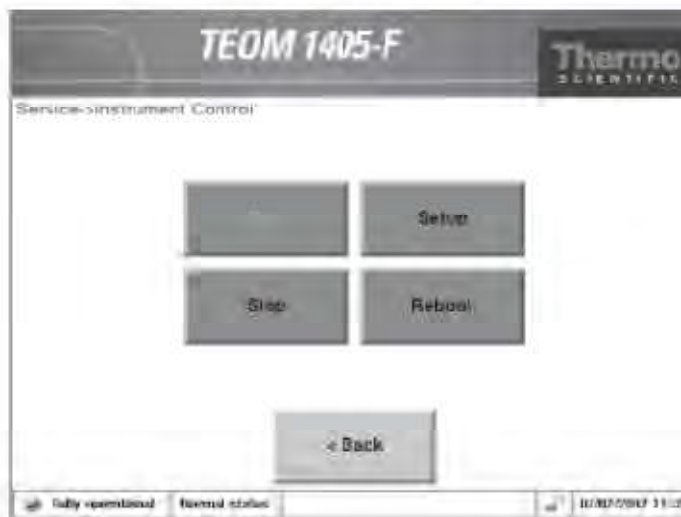 TEOM 1405-F
Thermo
SCIENTIFIC
Service->Instrument Control
Setup
Stop
Reboot
< Back
Fully operational
Normal status